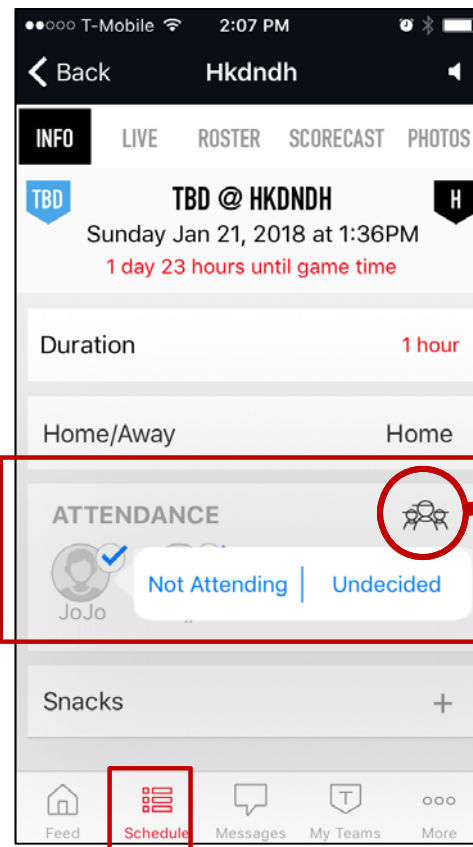 T-Mobile 2:07 PM
Back Hkdndh
INFO LIVE ROSTER SCORECAST PHOTOS
TBD TBD @ HKDNDH H
Sunday Jan 21, 2018 at 1:36PM
1 day 23 hours until game time
Duration 1 hour
Home/Away Home
ATTENDANCE
Not Attending Undecided
JoJo
Snacks +
T
Feed Schedule Messages My Teams More